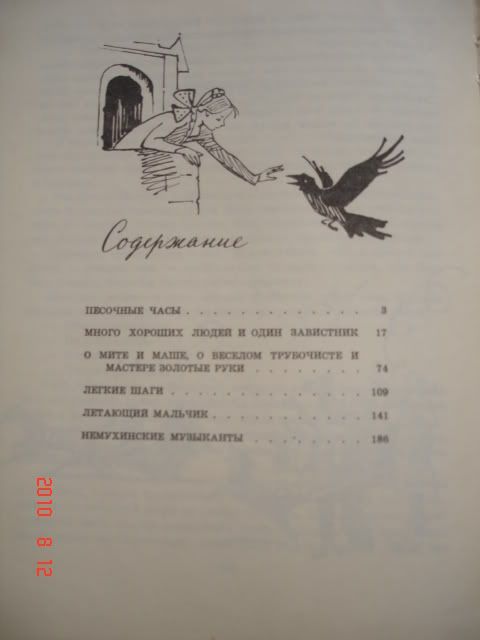 Содержание
ПЕСОЧНЫЕ ЧАСЫ . . . . . . . . . . . . . 3
МНОГО ХОРОШИХ ЛЮДЕЙ И ОДИН ЗАВИСТНИК 17
О МИТЕ И МАШЕ, О ВЕСЕЛОМ ТРУБОЧИСТЕ И
МАСТЕРЕ ЗОЛОТЫЕ РУКИ . . . . . . . . 74
ЛЕГКИЕ ШАГИ . . . . . . . . . . . . . . 109
ЛЕТАЮЩИЙ МАЛЬЧИК . . . . . . . . . . . 141
НЕМУХИНСКИЕ МУЗЫКАНТЫ . . . . . . . . 186
2010 8 12